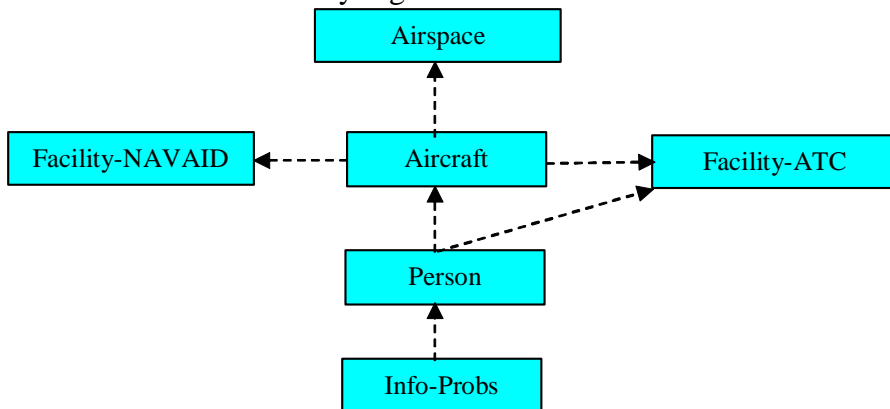 Airspace
Facility-NAVAID
Aircraft
Facility-ATC
Person
Info-Probs